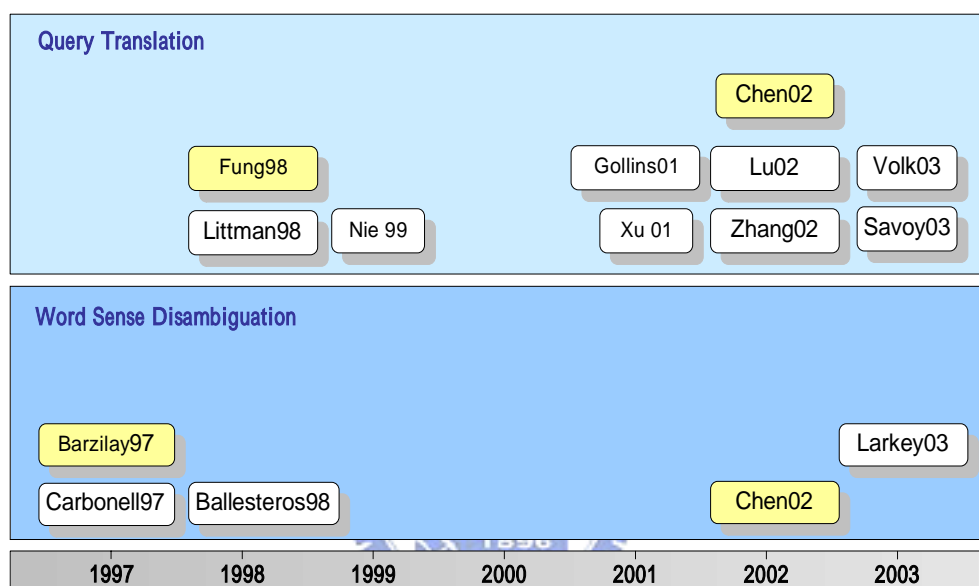 Query Translation
Chen02
Fung98
Gollins01
Lu02
Volk03
Littman98
Nie 99
Xu 01
Zhang02
Savoy03
Word Sense Disambiguation
Barzilay97
Larkey03
Carbonell97
Ballesteros98
Chen02
1896
1997 1998 1999 2000 2001 2002 2003